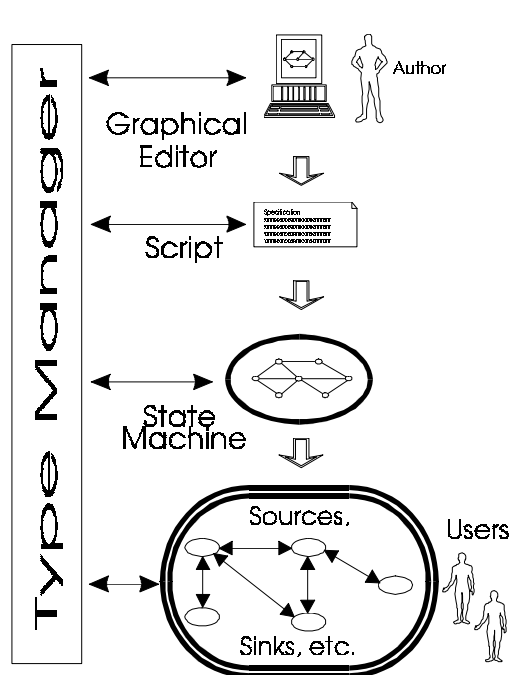 Type Manager
Author
Graphical
Editor
Specification
Script
State
Machine
Sources,
Users
Sinks, etc.